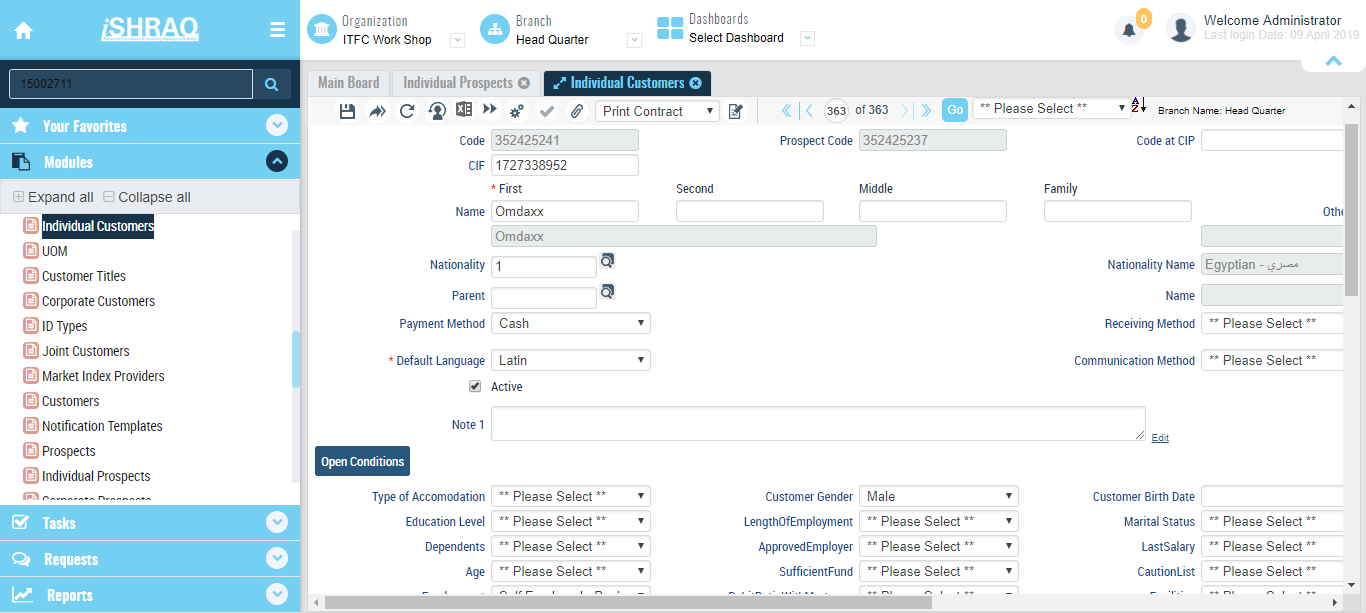 iSHRAQ
Organization
ITFC Work Shop
Branch
Head Quarter
Dashboards
Select Dashboard
0
Welcome Administrator
Last login Date: 09 April 2019
15002711
Your Favorites
Modules
Expand all Collapse all
Individual Customers
UOM
Customer Titles
Corporate Customers
ID Types
Joint Customers
Market Index Providers
Customers
Notification Templates
Prospects
Individual Prospects
Corporate Prospects
Tasks
Requests
Reports
Main Board Individual Prospects Individual Customers
Print Contract 363 of 363 Go ** Please Select ** Branch Name: Head Quarter
Code 352425241 Prospect Code 352425237 Code at CIP
CIF 1727338952
* First Second Middle Family
Name Omdaxx Othe
Omdaxx
Nationality 1 Nationality Name Egyptian - مصري
Parent Name
Payment Method Cash Receiving Method ** Please Select **
* Default Language Latin Communication Method ** Please Select **
Active
Note 1
Edit
Open Conditions
Type of Accomodation ** Please Select ** Customer Gender Male Customer Birth Date
Education Level ** Please Select ** LengthOfEmployment ** Please Select ** Marital Status ** Please Select **
Dependents ** Please Select ** ApprovedEmployer ** Please Select ** LastSalary ** Please Select **
Age ** Please Select ** SufficientFund ** Please Select ** CautionList ** Please Select **